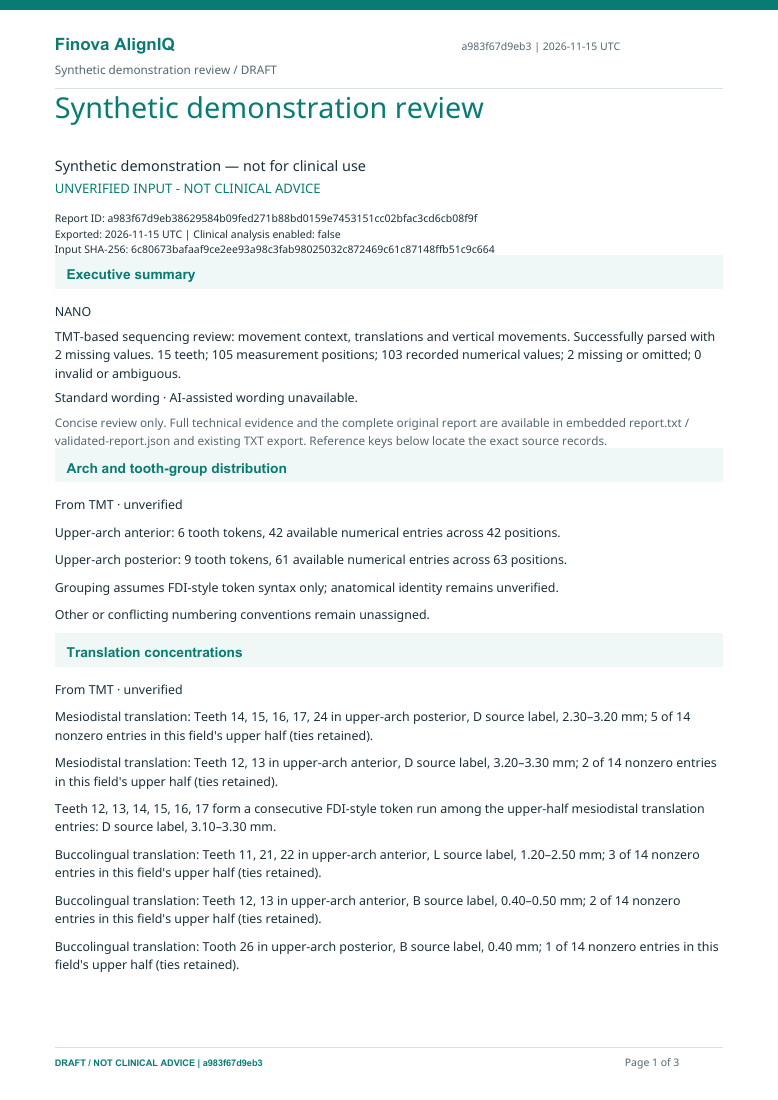 Finova AlignIQ
a983f67d9eb3 | 2026-11-15 UTC
Synthetic demonstration review / DRAFT
Synthetic demonstration review
Synthetic demonstration — not for clinical use
UNVERIFIED INPUT - NOT CLINICAL ADVICE
Report ID: a983f67d9eb38629584b09fed271b88bd0159e7453151cc02bfac3cd6cb08f9f
Exported: 2026-11-15 UTC | Clinical analysis enabled: false
Input SHA-256: 6c80673bafaaf9ce2ee93a98c3fab98025032c872469c61c87148ffb51c9c664
Executive summary
NANO
TMT-based sequencing review: movement context, translations and vertical movements. Successfully parsed with
2 missing values. 15 teeth; 105 measurement positions; 103 recorded numerical values; 2 missing or omitted; 0
invalid or ambiguous.
Standard wording · AI-assisted wording unavailable.
Concise review only. Full technical evidence and the complete original report are available in embedded report.txt /
validated-report.json and existing TXT export. Reference keys below locate the exact source records.
Arch and tooth-group distribution
From TMT · unverified
Upper-arch anterior: 6 tooth tokens, 42 available numerical entries across 42 positions.
Upper-arch posterior: 9 tooth tokens, 61 available numerical entries across 63 positions.
Grouping assumes FDI-style token syntax only; anatomical identity remains unverified.
Other or conflicting numbering conventions remain unassigned.
Translation concentrations
From TMT · unverified
Mesiodistal translation: Teeth 14, 15, 16, 17, 24 in upper-arch posterior, D source label, 2.30–3.20 mm; 5 of 14
nonzero entries in this field's upper half (ties retained).
Mesiodistal translation: Teeth 12, 13 in upper-arch anterior, D source label, 3.20–3.30 mm; 2 of 14 nonzero entries
in this field's upper half (ties retained).
Teeth 12, 13, 14, 15, 16, 17 form a consecutive FDI-style token run among the upper-half mesiodistal translation
entries: D source label, 3.10–3.30 mm.
Buccolingual translation: Teeth 11, 21, 22 in upper-arch anterior, L source label, 1.20–2.50 mm; 3 of 14 nonzero
entries in this field's upper half (ties retained).
Buccolingual translation: Teeth 12, 13 in upper-arch anterior, B source label, 0.40–0.50 mm; 2 of 14 nonzero
entries in this field's upper half (ties retained).
Buccolingual translation: Tooth 26 in upper-arch posterior, B source label, 0.40 mm; 1 of 14 nonzero entries in this
field's upper half (ties retained).
DRAFT / NOT CLINICAL ADVICE | a983f67d9eb3
Page 1 of 3